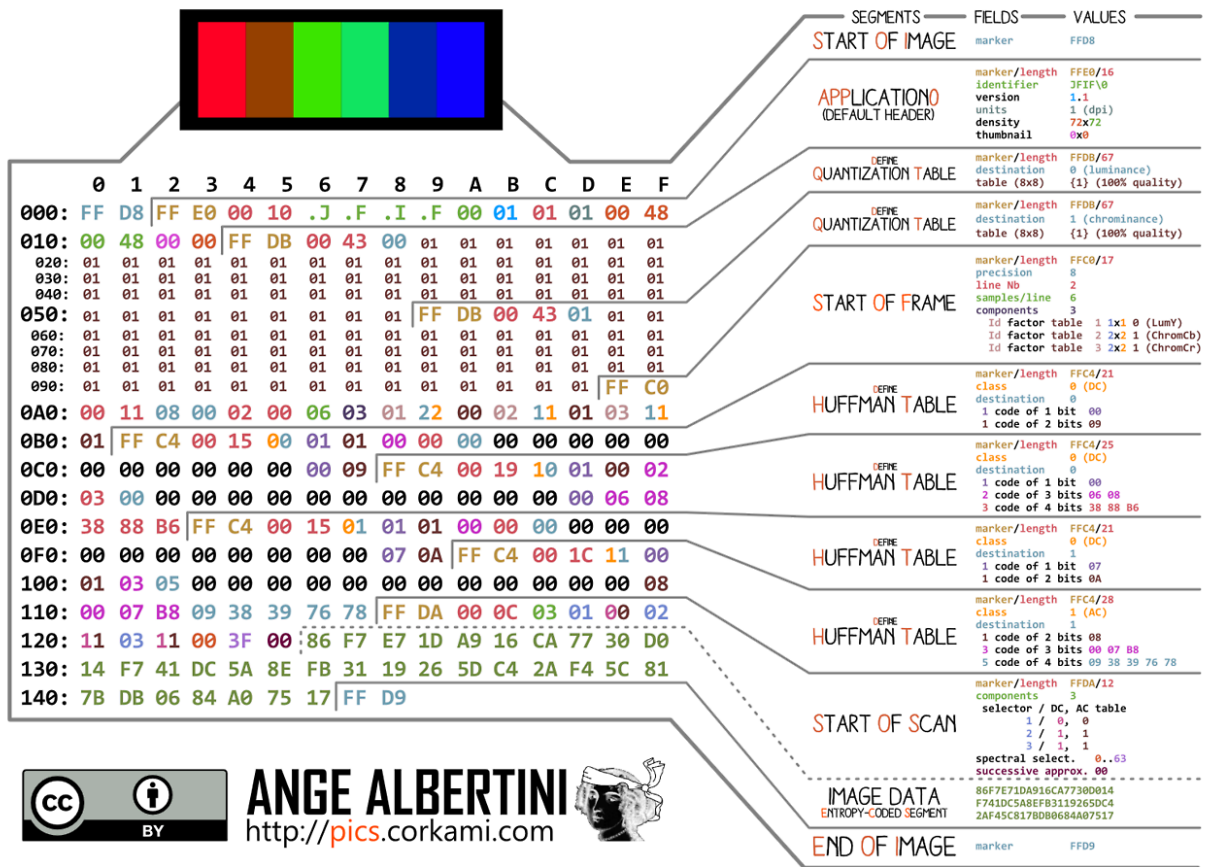 0 1 2 3 4 5 6 7 8 9 A B C D E F
000: FF D8 FF E0 00 10 .J .F .I .F 00 01 01 01 00 48
010: 00 48 00 00 FF DB 00 43 00 01 01 01 01 01 01 01
020: 01 01 01 01 01 01 01 01 01 01 01 01 01 01 01 01
030: 01 01 01 01 01 01 01 01 01 01 01 01 01 01 01 01
040: 01 01 01 01 01 01 01 01 01 01 01 01 01 01 01 01
050: 01 01 01 01 01 01 01 01 01 FF DB 00 43 01 01 01
060: 01 01 01 01 01 01 01 01 01 01 01 01 01 01 01 01
070: 01 01 01 01 01 01 01 01 01 01 01 01 01 01 01 01
080: 01 01 01 01 01 01 01 01 01 01 01 01 01 01 01 01
090: 01 01 01 01 01 01 01 01 01 01 01 01 01 01 FF C0
0A0: 00 11 08 00 02 00 06 03 01 22 00 02 11 01 03 11
0B0: 01 FF C4 00 15 00 01 01 00 00 00 00 00 00 00 00
0C0: 00 00 00 00 00 00 00 09 FF C4 00 19 10 01 00 02
0D0: 03 00 00 00 00 00 00 00 00 00 00 00 00 00 06 08
0E0: 38 88 B6 FF C4 00 15 01 01 01 00 00 00 00 00 00
0F0: 00 00 00 00 00 00 00 00 07 0A FF C4 00 1C 11 00
100: 01 03 05 00 00 00 00 00 00 00 00 00 00 00 00 08
110: 00 07 B8 09 38 39 76 78 FF DA 00 0C 03 01 00 02
120: 11 03 11 00 3F 00 86 F7 E7 1D A9 16 CA 77 30 D0
130: 14 F7 41 DC 5A 8E FB 31 19 26 5D C4 2A F4 5C 81
140: 7B DB 06 84 A0 75 17 FF D9
SEGMENTS FIELDS VALUES
START OF IMAGE
marker FFD8
APPLICATION0
(DEFAULT HEADER)
marker/length FFE0/16
identifier JFIF\0
version 1.1
units 1 (dpi)
density 72x72
thumbnail 0x0
DEFINE
QUANTIZATION TABLE
marker/length FFDB/67
destination 0 (luminance)
table (8x8) {1} (100% quality)
DEFINE
QUANTIZATION TABLE
marker/length FFDB/67
destination 1 (chrominance)
table (8x8) {1} (100% quality)
START OF FRAME
marker/length FFC0/17
precision 8
line Nb 2
samples/line 6
components 3
Id factor table 1 1x1 0 (LumY)
Id factor table 2 2x2 1 (ChromCb)
Id factor table 3 2x2 1 (ChromCr)
DEFINE
HUFFMAN TABLE
marker/length FFC4/21
class 0 (DC)
destination 0
1 code of 1 bit 00
1 code of 2 bits 09
DEFINE
HUFFMAN TABLE
marker/length FFC4/25
class 0 (DC)
destination 0
1 code of 1 bit 00
2 code of 3 bits 06 08
3 code of 4 bits 38 88 B6
DEFINE
HUFFMAN TABLE
marker/length FFC4/21
class 0 (DC)
destination 1
1 code of 1 bit 07
1 code of 2 bits 0A
DEFINE
HUFFMAN TABLE
marker/length FFC4/28
class 1 (AC)
destination 1
1 code of 2 bits 08
3 code of 3 bits 00 07 B8
5 code of 4 bits 09 38 39 76 78
START OF SCAN
marker/length FFDA/12
components 3
selector / DC, AC table
1 / 0, 0
2 / 1, 1
3 / 1, 1
spectral select. 0..63
successive approx. 00
IMAGE DATA
ENTROPY-CODED SEGMENT
86F7E71DA916CA7730D014
F741DC5A8EFB3119265DC4
2AF45C817BDB0684A07517
END OF IMAGE
marker FFD9
cc
BY
ANGE ALBERTINI
http://pics.corkami.com